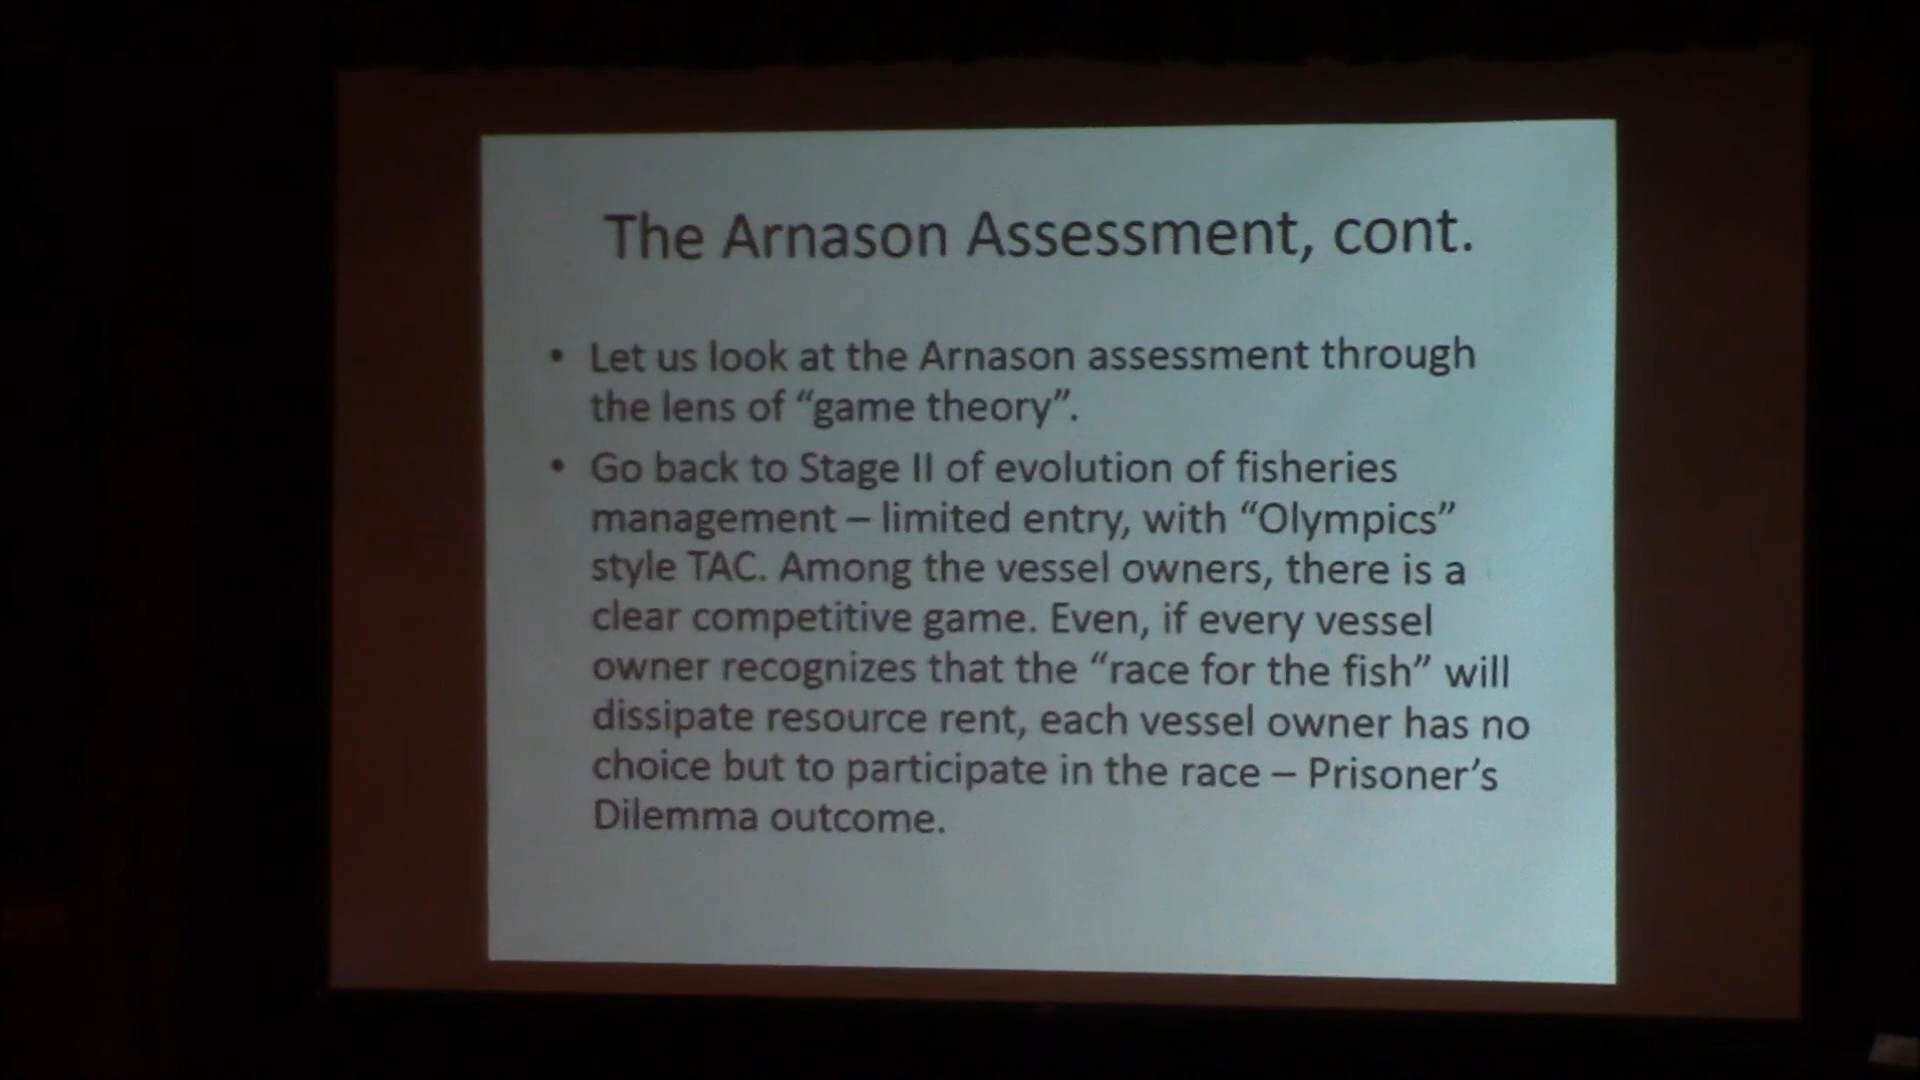 The Arnason Assessment, cont.
• Let us look at the Arnason assessment through
the lens of “game theory”.
• Go back to Stage II of evolution of fisheries
management – limited entry, with “Olympics”
style TAC. Among the vessel owners, there is a
clear competitive game. Even, if every vessel
owner recognizes that the “race for the fish” will
dissipate resource rent, each vessel owner has no
choice but to participate in the race – Prisoner’s
Dilemma outcome.